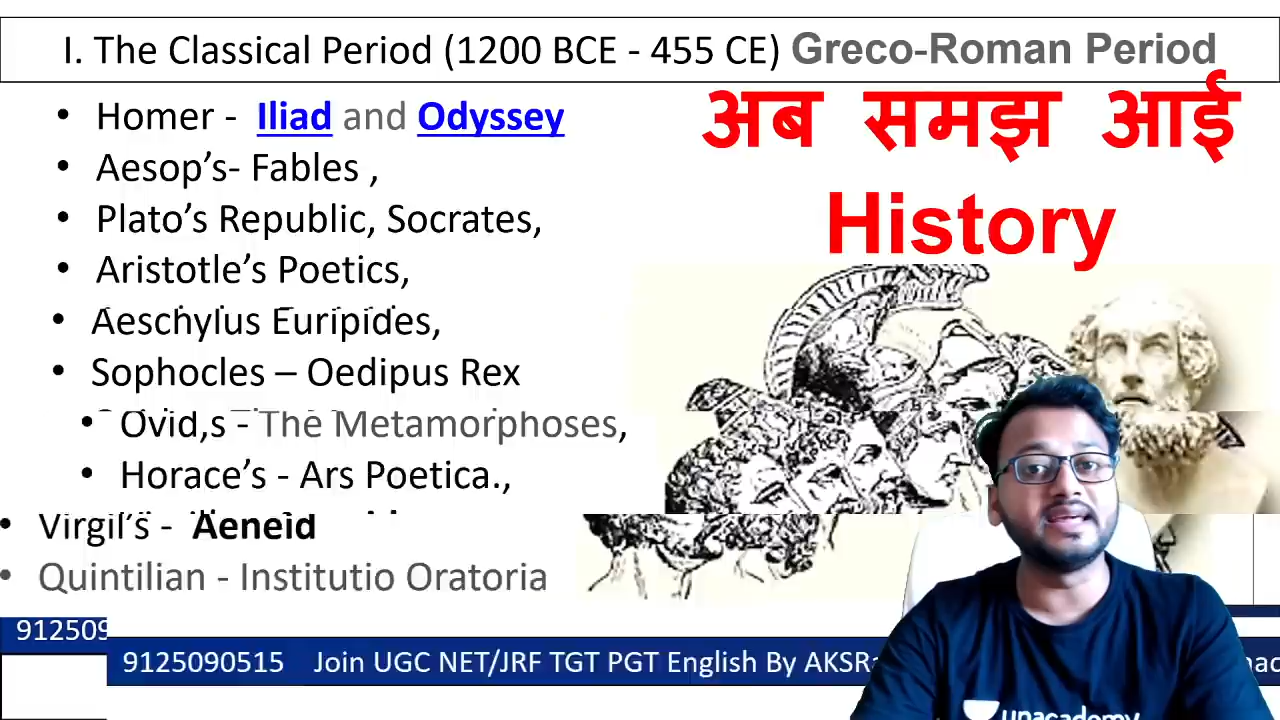 I. The Classical Period (1200 BCE - 455 CE) Greco-Roman Period
• Homer - Iliad and Odyssey
• Aesop’s- Fables ,
• Plato’s Republic, Socrates,
• Aristotle’s Poetics,
• Aeschylus Euripides,
• Sophocles – Oedipus Rex
• Ovid,s - The Metamorphoses,
• Horace’s - Ars Poetica.,
• Virgil’s - Aeneid
• Quintilian - Institutio Oratoria
अब समझ आई
History
9125090515 Join UGC NET/JRF TGT PGT English By
unacademy